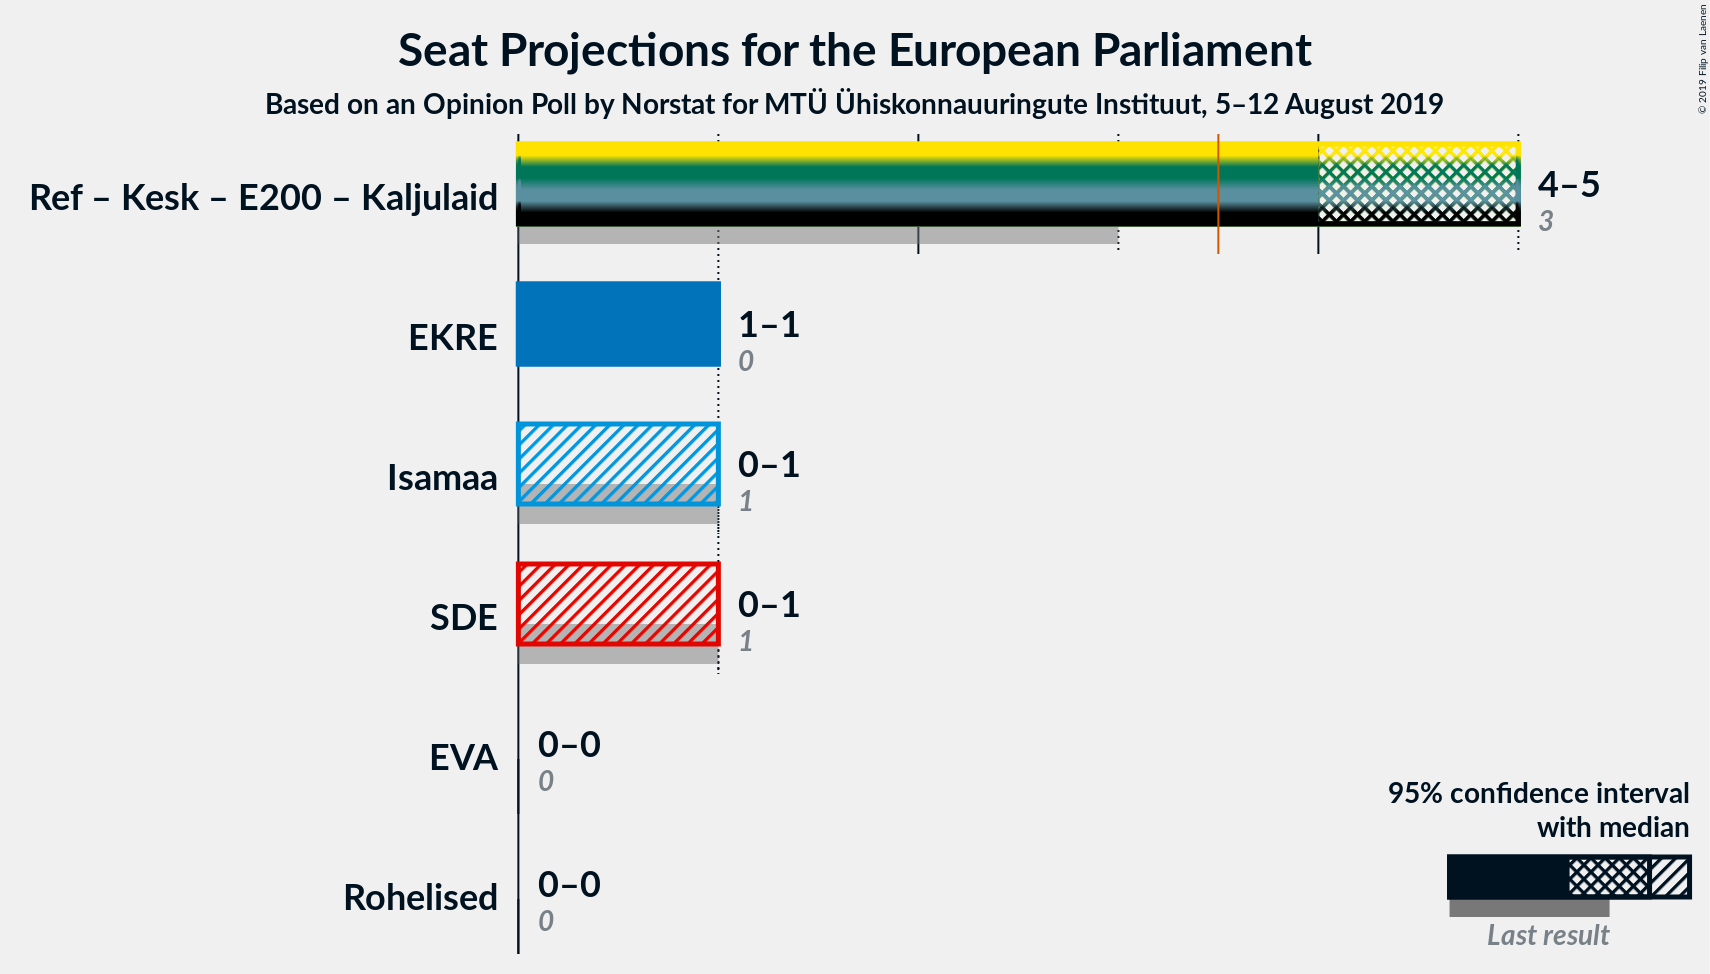 Seat Projections for the European Parliament
Based on an Opinion Poll by Norstat for MTÜ Ühiskonnauuringute Instituut, 5–12 August 2019
© 2019 Filip van Laenen
Ref – Kesk – E200 – Kaljulaid
4–5
3
EKRE
1–1
0
Isamaa
0–1
1
SDE
0–1
1
EVA
0–0
0
Rohelised
0–0
0
95% confidence interval
with median
Last result